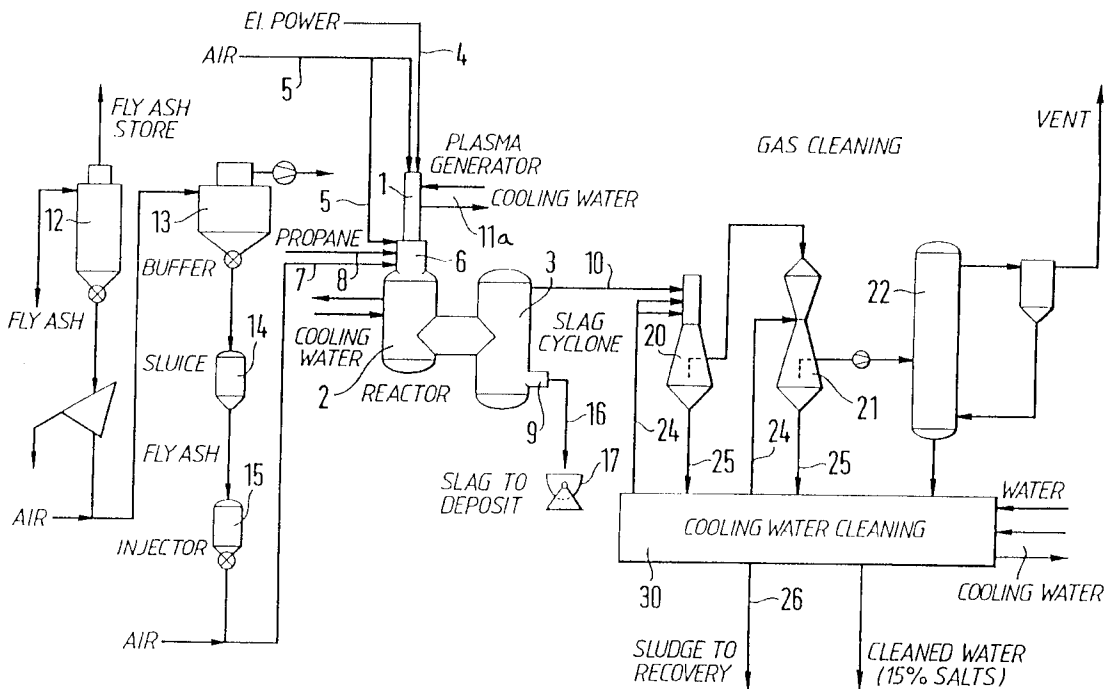 EI. POWER
4
AIR
5
FLY ASH
STORE
VENT
GAS CLEANING
PLASMA
GENERATOR
1
COOLING WATER
12
13
5
11a
PROPANE
6
3
10
BUFFER
7
8
22
FLY ASH
COOLING
WATER
SLAG
CYCLONE
20
SLUICE
14
2
REACTOR
21
9
16
24
24
25
25
FLY ASH
15
SLAG TO
DEPOSIT
17
AIR
WATER
INJECTOR
COOLING WATER CLEANING
30
26
COOLING
WATER
AIR
SLUDGE TO
RECOVERY
CLEANED WATER
(15% SALTS)